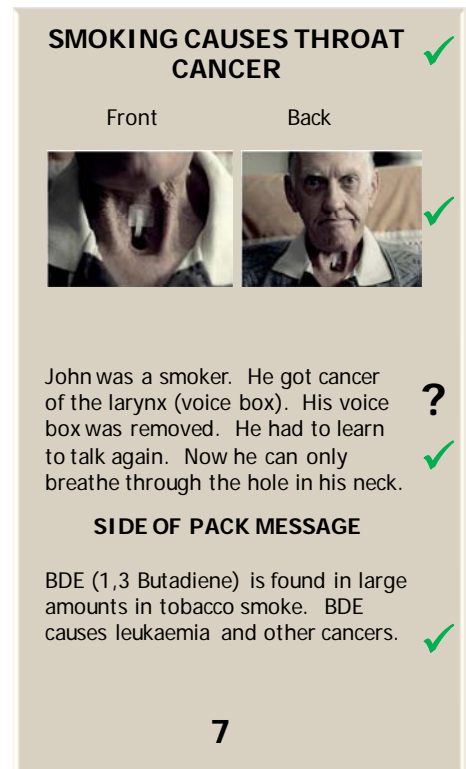 SMOKING CAUSES THROAT
CANCER
Front Back
John was a smoker. He got cancer
of the larynx (voice box). His voice
box was removed. He had to learn
to talk again. Now he can only
breathe through the hole in his neck.
?
SIDE OF PACK MESSAGE
BDE (1,3 Butadiene) is found in large
amounts in tobacco smoke. BDE
causes leukaemia and other cancers.
7